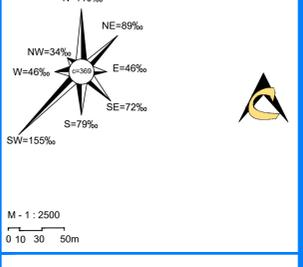 NE=89‰
NW=34‰
W=46‰
c=369
E=46‰
SE=72‰
S=79‰
SW=155‰
C
M - 1 : 2500
0 10 30 50m